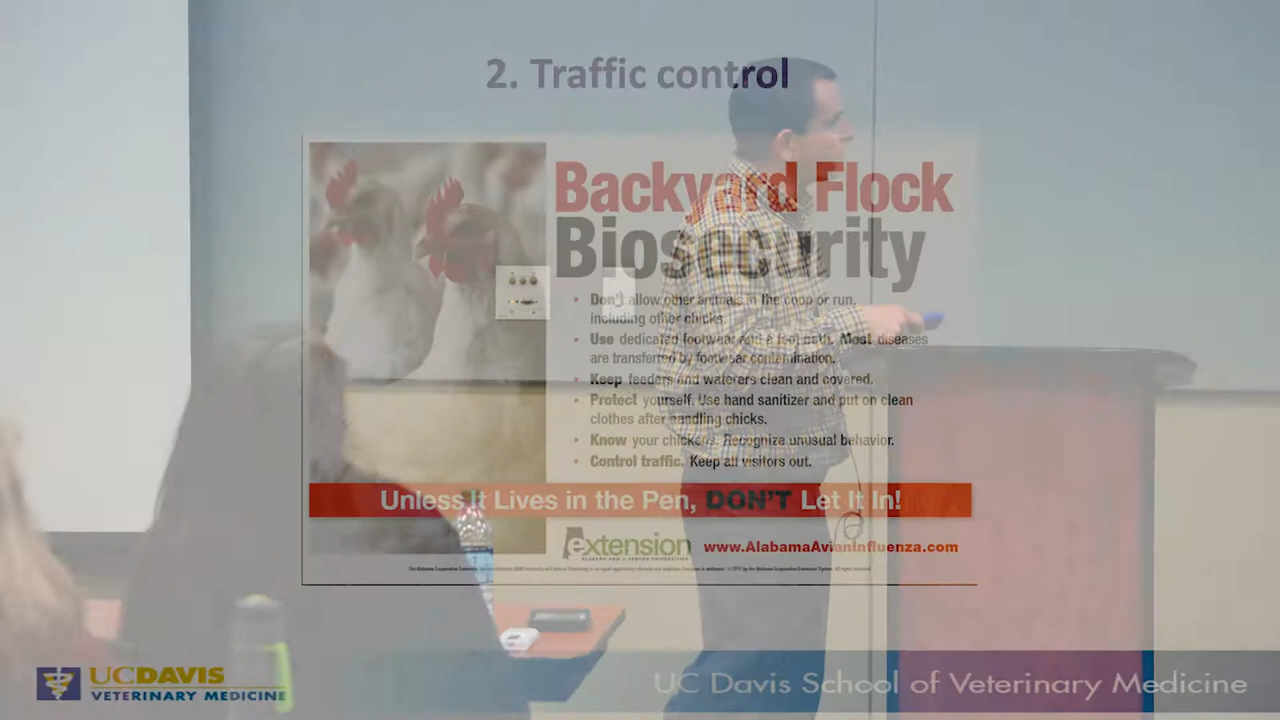 2. Traffic control
Backyard Flock
Biosecurity
• Don't allow other animals in the coop or run,
including other chicks.
• Use dedicated footwear and a foot bath. Most diseases
are transferred by footwear contamination.
• Keep feeders and waterers clean and covered.
• Protect yourself. Use hand sanitizer and put on clean
clothes after handling chicks.
• Know your chickens. Recognize unusual behavior.
• Control traffic. Keep all visitors out.
Unless It Lives in the Pen, DON'T Let It In!
extension
www.AlabamaAvianInfluenza.com
UCDAVIS
VETERINARY MEDICINE
UC Davis School of Veterinary Medicine